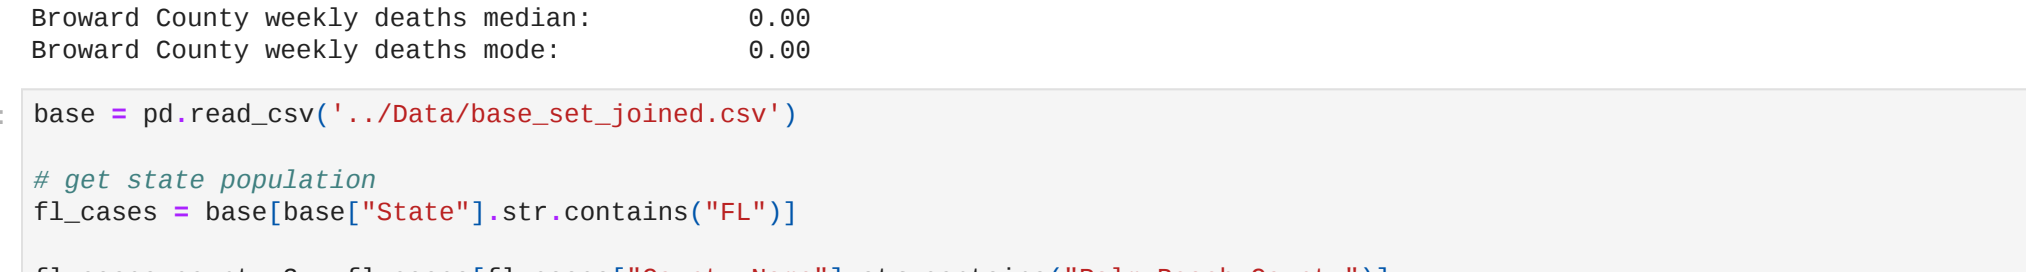 Broward County weekly deaths median: 0.00
Broward County weekly deaths mode: 0.00
base = pd.read_csv('../Data/base_set_joined.csv')
# get state population
fl_cases = base[base["State"].str.contains("FL")]